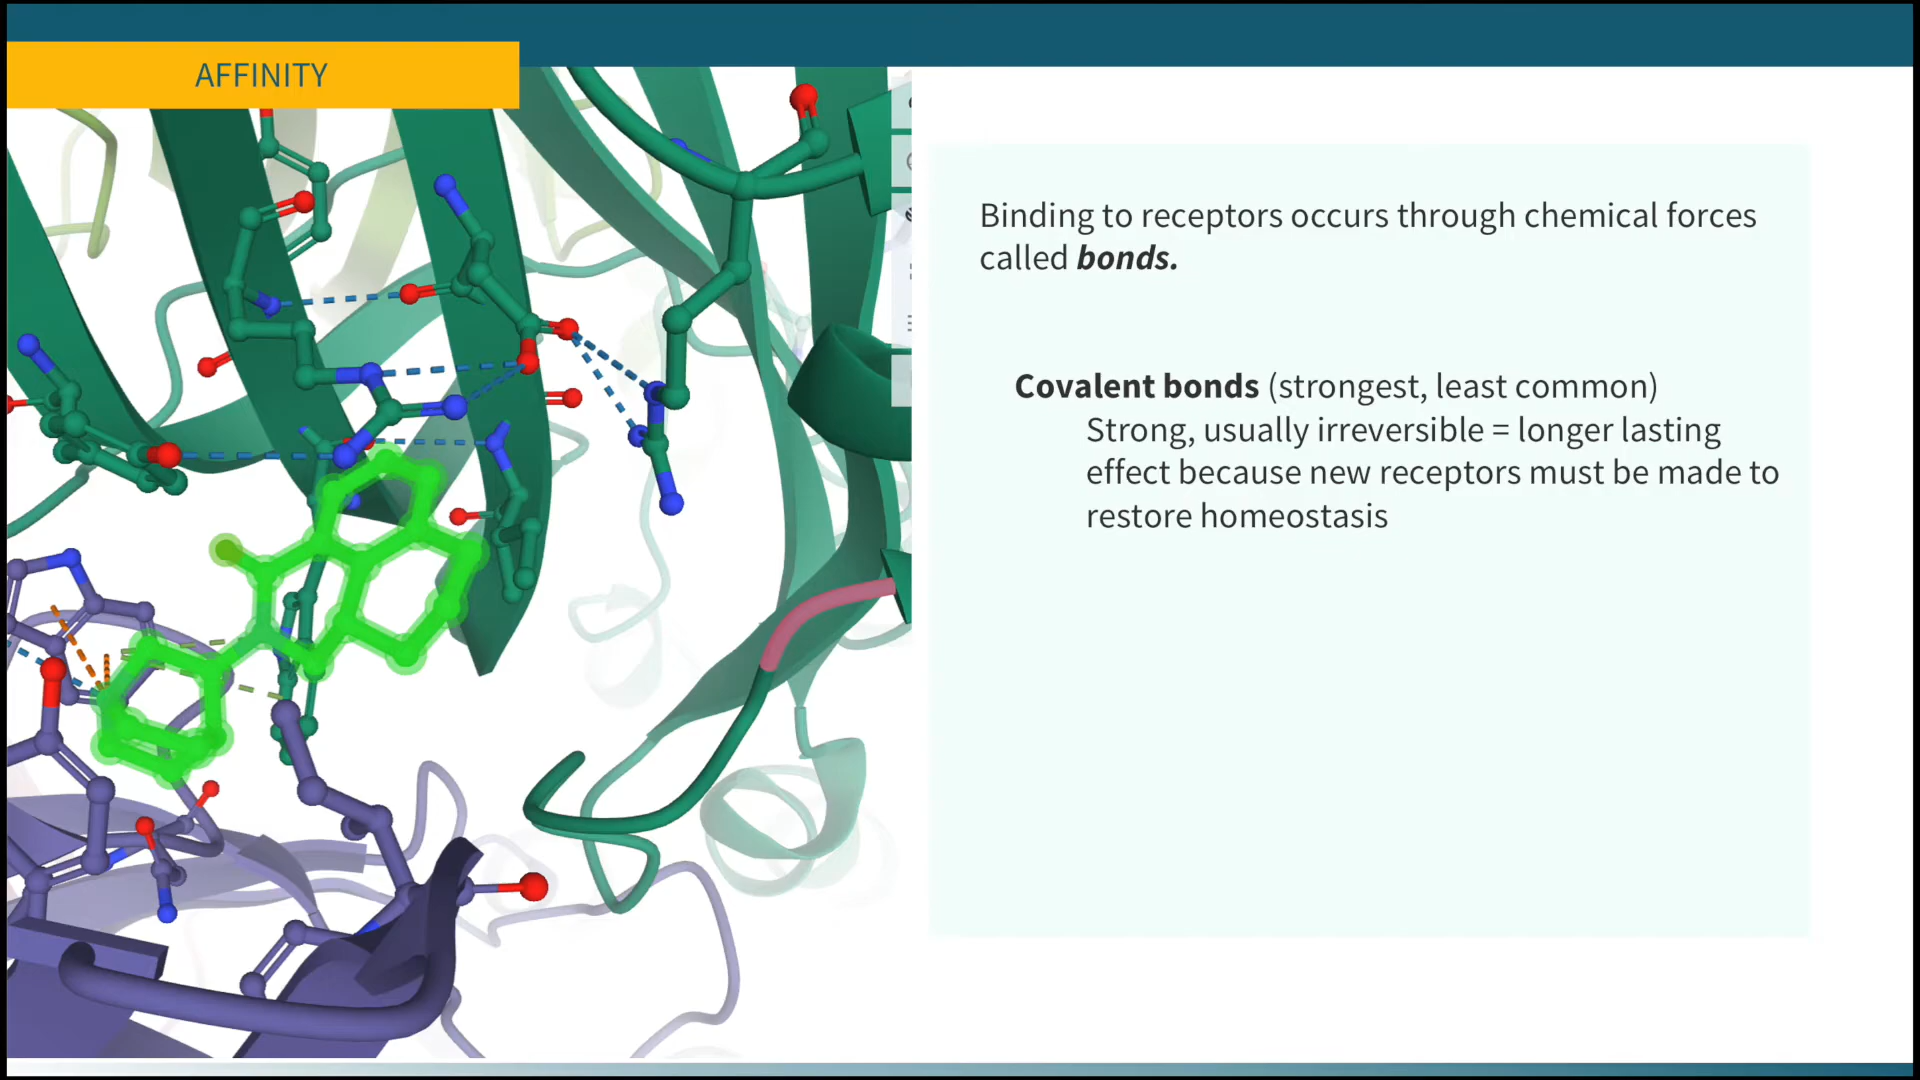 AFFINITY
Binding to receptors occurs through chemical forces
called bonds.
Covalent bonds (strongest, least common)
Strong, usually irreversible = longer lasting
effect because new receptors must be made to
restore homeostasis